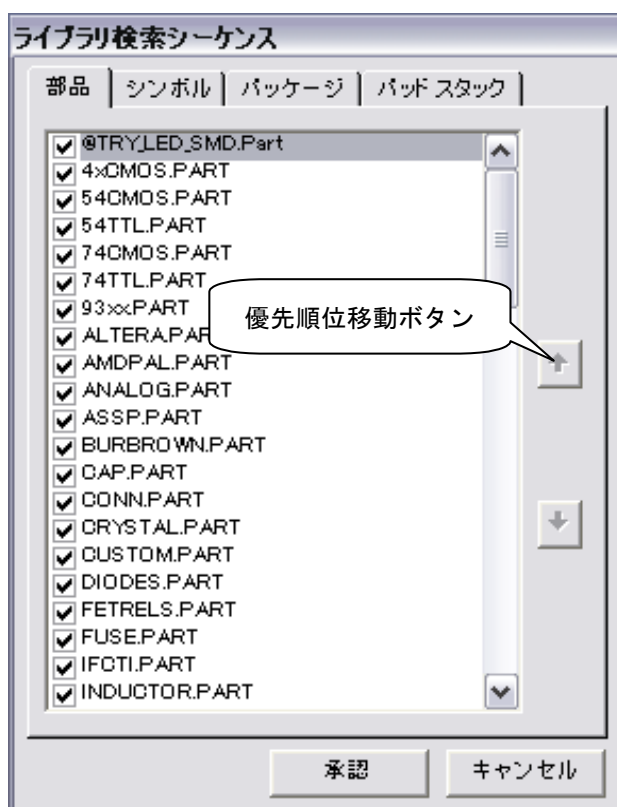 ライブラリ検索シーケンス
部品 シンボル パッケージ パッド スタック
@TRY_LED_SMD.Part
4xCMOS.PART
54CMOS.PART
54TTL.PART
74CMOS.PART
74TTL.PART
93xx.PART
優先順位移動ボタン
ALTERA.PAR
AMDPAL.PART
ANALOG.PART
ASSP.PART
BURBROWN.PART
CAP.PART
CONN.PART
CRYSTAL.PART
CUSTOM.PART
DIODES.PART
FETRELS.PART
FUSE.PART
IFCTI.PART
INDUCTOR.PART
承認 キャンセル